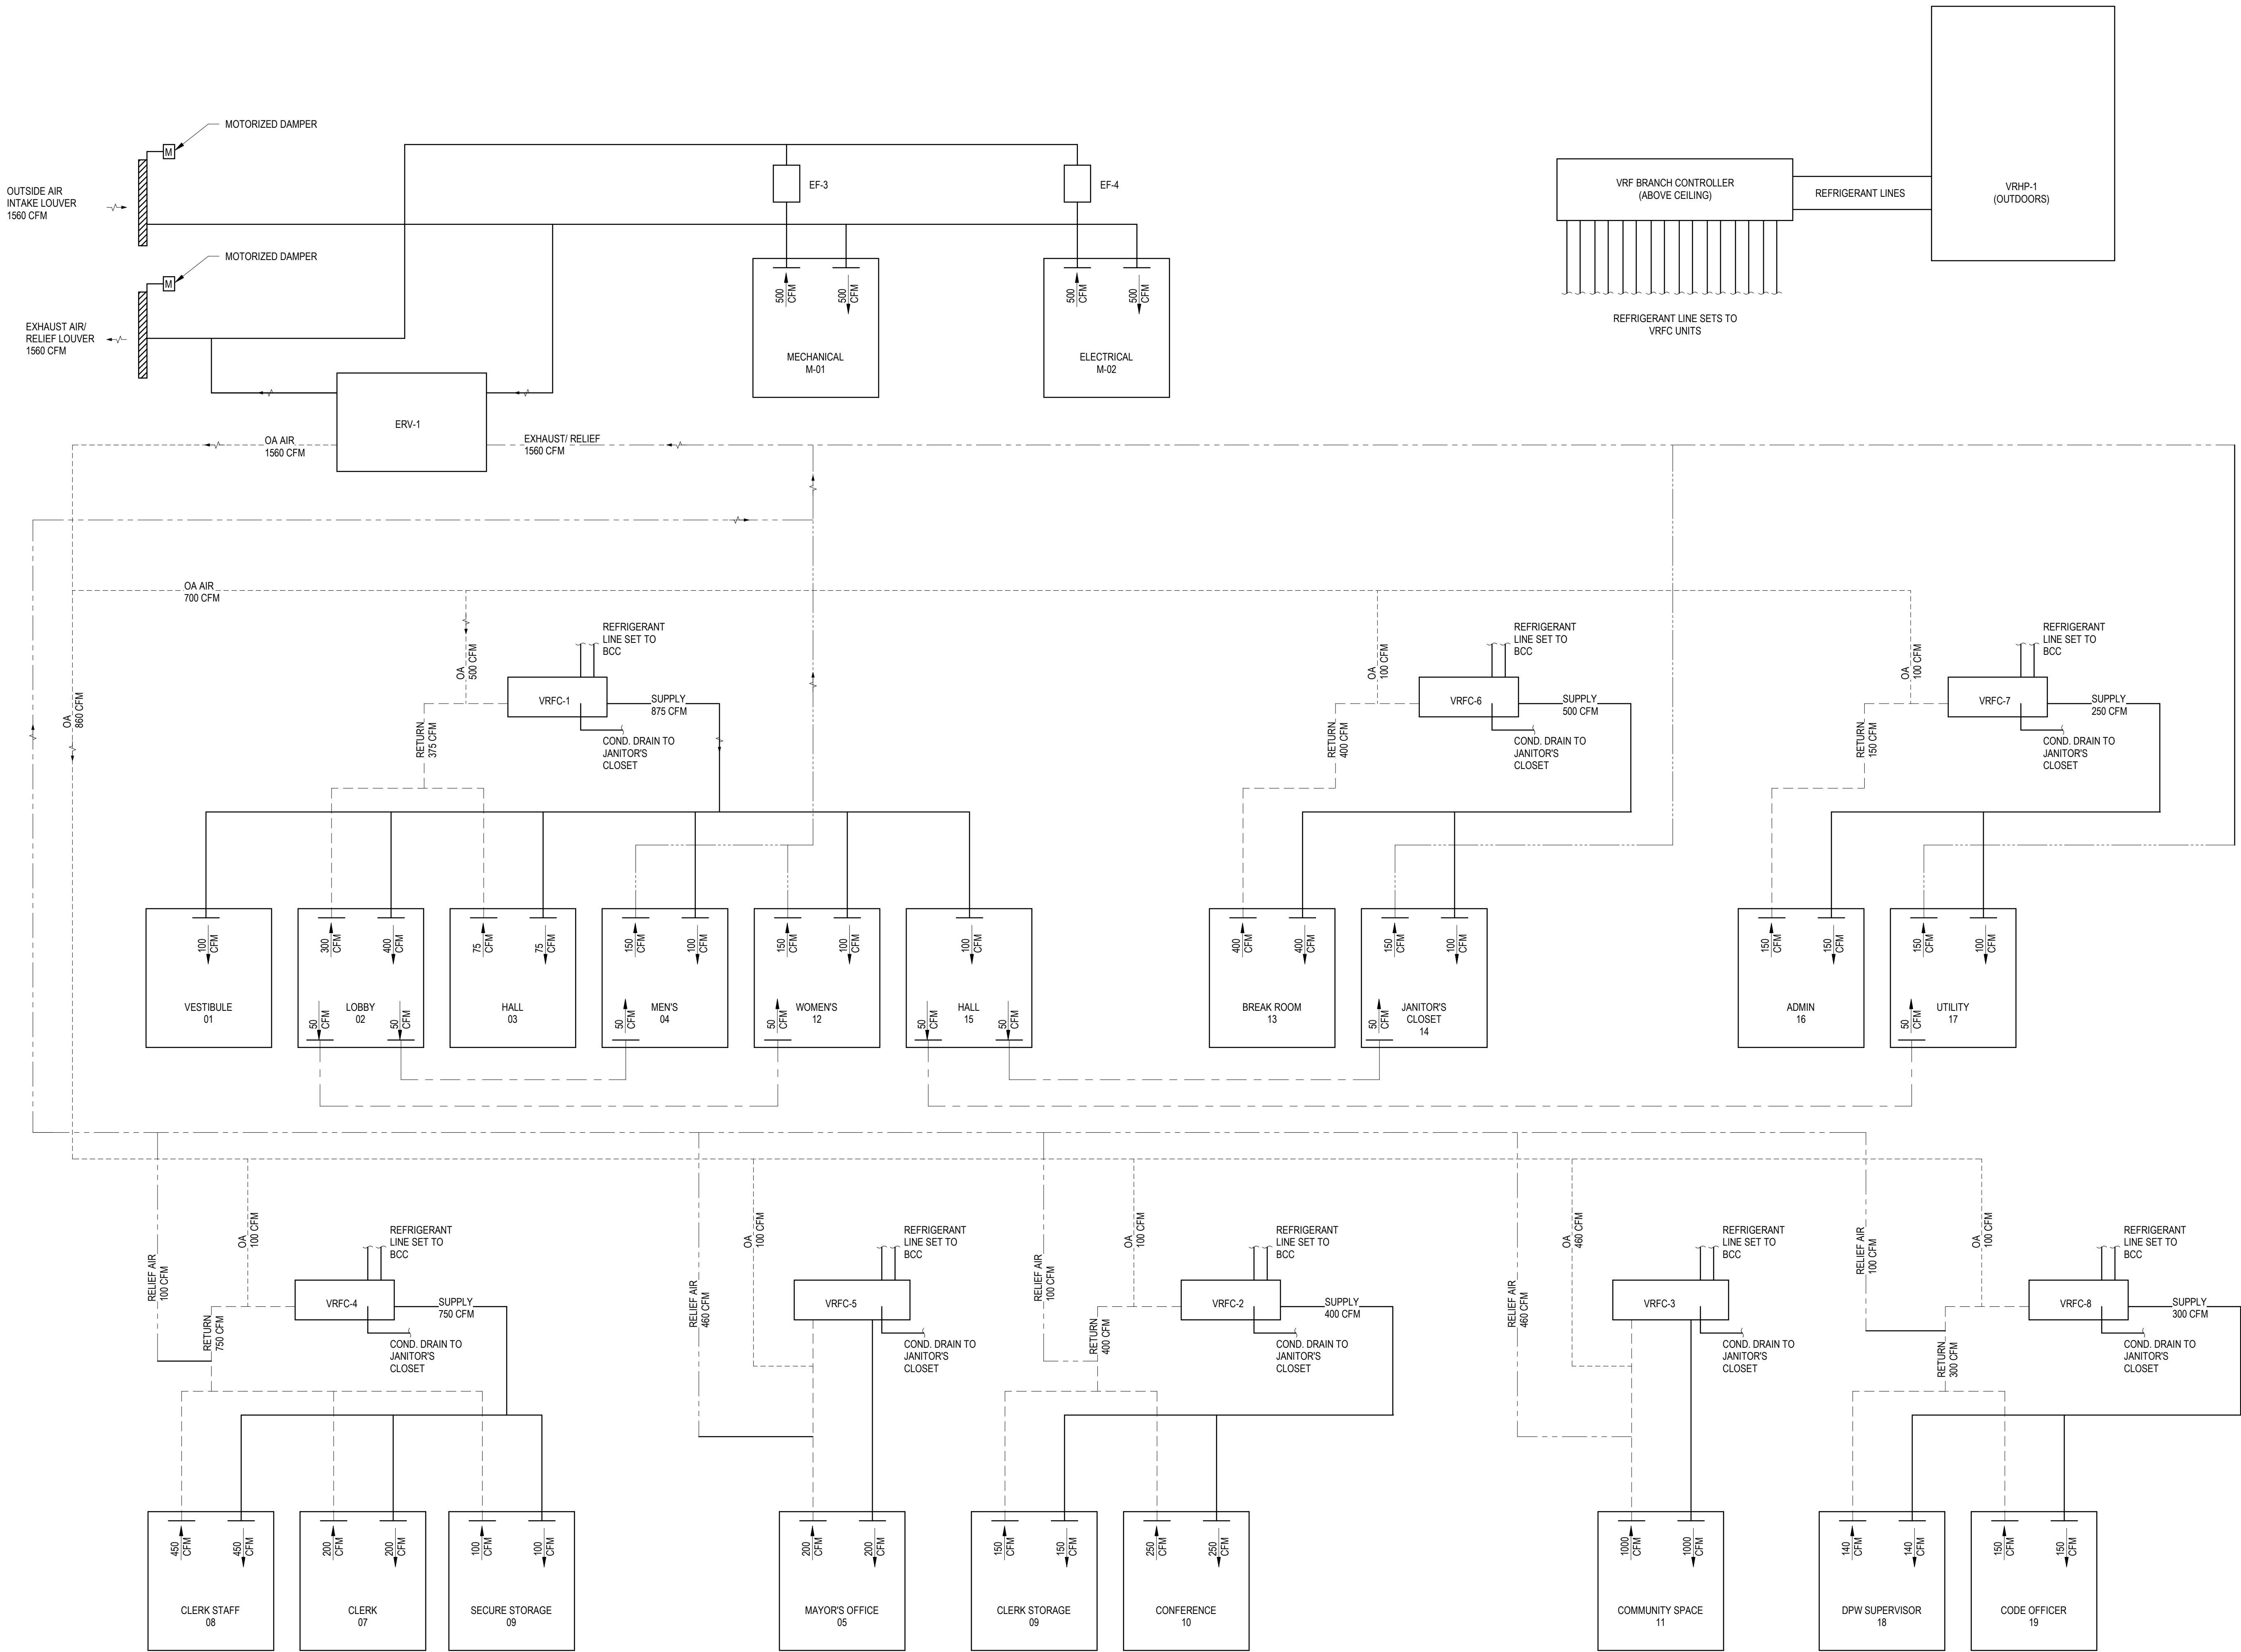 MOTORIZED DAMPER
M
OUTSIDE AIR
INTAKE LOUVER
1560 CFM
MOTORIZED DAMPER
M
EXHAUST AIR/
RELIEF LOUVER
1560 CFM
EF-3
EF-4
500
CFM
500
CFM
MECHANICAL
M-01
500
CFM
500
CFM
ELECTRICAL
M-02
VRF BRANCH CONTROLLER
(ABOVE CEILING)
REFRIGERANT LINES
VRHP-1
(OUTDOORS)
REFRIGERANT LINE SETS TO
VRFC UNITS
ERV-1
OA AIR
1560 CFM
EXHAUST/ RELIEF
1560 CFM
OA AIR
700 CFM
OA
860 CFM
OA
500 CFM
REFRIGERANT
LINE SET TO
BCC
VRFC-1
SUPPLY
875 CFM
RETURN
375 CFM
COND. DRAIN TO
JANITOR'S
CLOSET
OA
100 CFM
REFRIGERANT
LINE SET TO
BCC
VRFC-6
SUPPLY
500 CFM
RETURN
400 CFM
COND. DRAIN TO
JANITOR'S
CLOSET
OA
100 CFM
REFRIGERANT
LINE SET TO
BCC
VRFC-7
SUPPLY
250 CFM
RETURN
150 CFM
COND. DRAIN TO
JANITOR'S
CLOSET
100
CFM
VESTIBULE
01
300
CFM
400
CFM
LOBBY
02
50
CFM
50
CFM
75
CFM
75
CFM
HALL
03
150
CFM
100
CFM
MEN'S
04
50
CFM
150
CFM
100
CFM
WOMEN'S
12
50
CFM
100
CFM
HALL
15
50
CFM
50
CFM
400
CFM
400
CFM
BREAK ROOM
13
150
CFM
100
CFM
JANITOR'S
CLOSET
14
50
CFM
150
CFM
150
CFM
ADMIN
16
150
CFM
100
CFM
UTILITY
17
50
CFM
RELIEF AIR
100 CFM
OA
100 CFM
REFRIGERANT
LINE SET TO
BCC
VRFC-4
SUPPLY
750 CFM
RETURN
750 CFM
COND. DRAIN TO
JANITOR'S
CLOSET
RELIEF AIR
460 CFM
OA
100 CFM
REFRIGERANT
LINE SET TO
BCC
VRFC-5
COND. DRAIN TO
JANITOR'S
CLOSET
RELIEF AIR
100 CFM
OA
100 CFM
REFRIGERANT
LINE SET TO
BCC
VRFC-2
SUPPLY
400 CFM
RETURN
400 CFM
COND. DRAIN TO
JANITOR'S
CLOSET
RELIEF AIR
460 CFM
OA
460 CFM
REFRIGERANT
LINE SET TO
BCC
VRFC-3
COND. DRAIN TO
JANITOR'S
CLOSET
RELIEF AIR
100 CFM
OA
100 CFM
REFRIGERANT
LINE SET TO
BCC
VRFC-8
SUPPLY
300 CFM
RETURN
300 CFM
COND. DRAIN TO
JANITOR'S
CLOSET
450
CFM
450
CFM
CLERK STAFF
08
200
CFM
200
CFM
CLERK
07
100
CFM
100
CFM
SECURE STORAGE
09
200
CFM
200
CFM
MAYOR'S OFFICE
05
150
CFM
150
CFM
CLERK STORAGE
09
250
CFM
250
CFM
CONFERENCE
10
1000
CFM
1000
CFM
COMMUNITY SPACE
11
140
CFM
140
CFM
DPW SUPERVISOR
18
150
CFM
150
CFM
CODE OFFICER
19